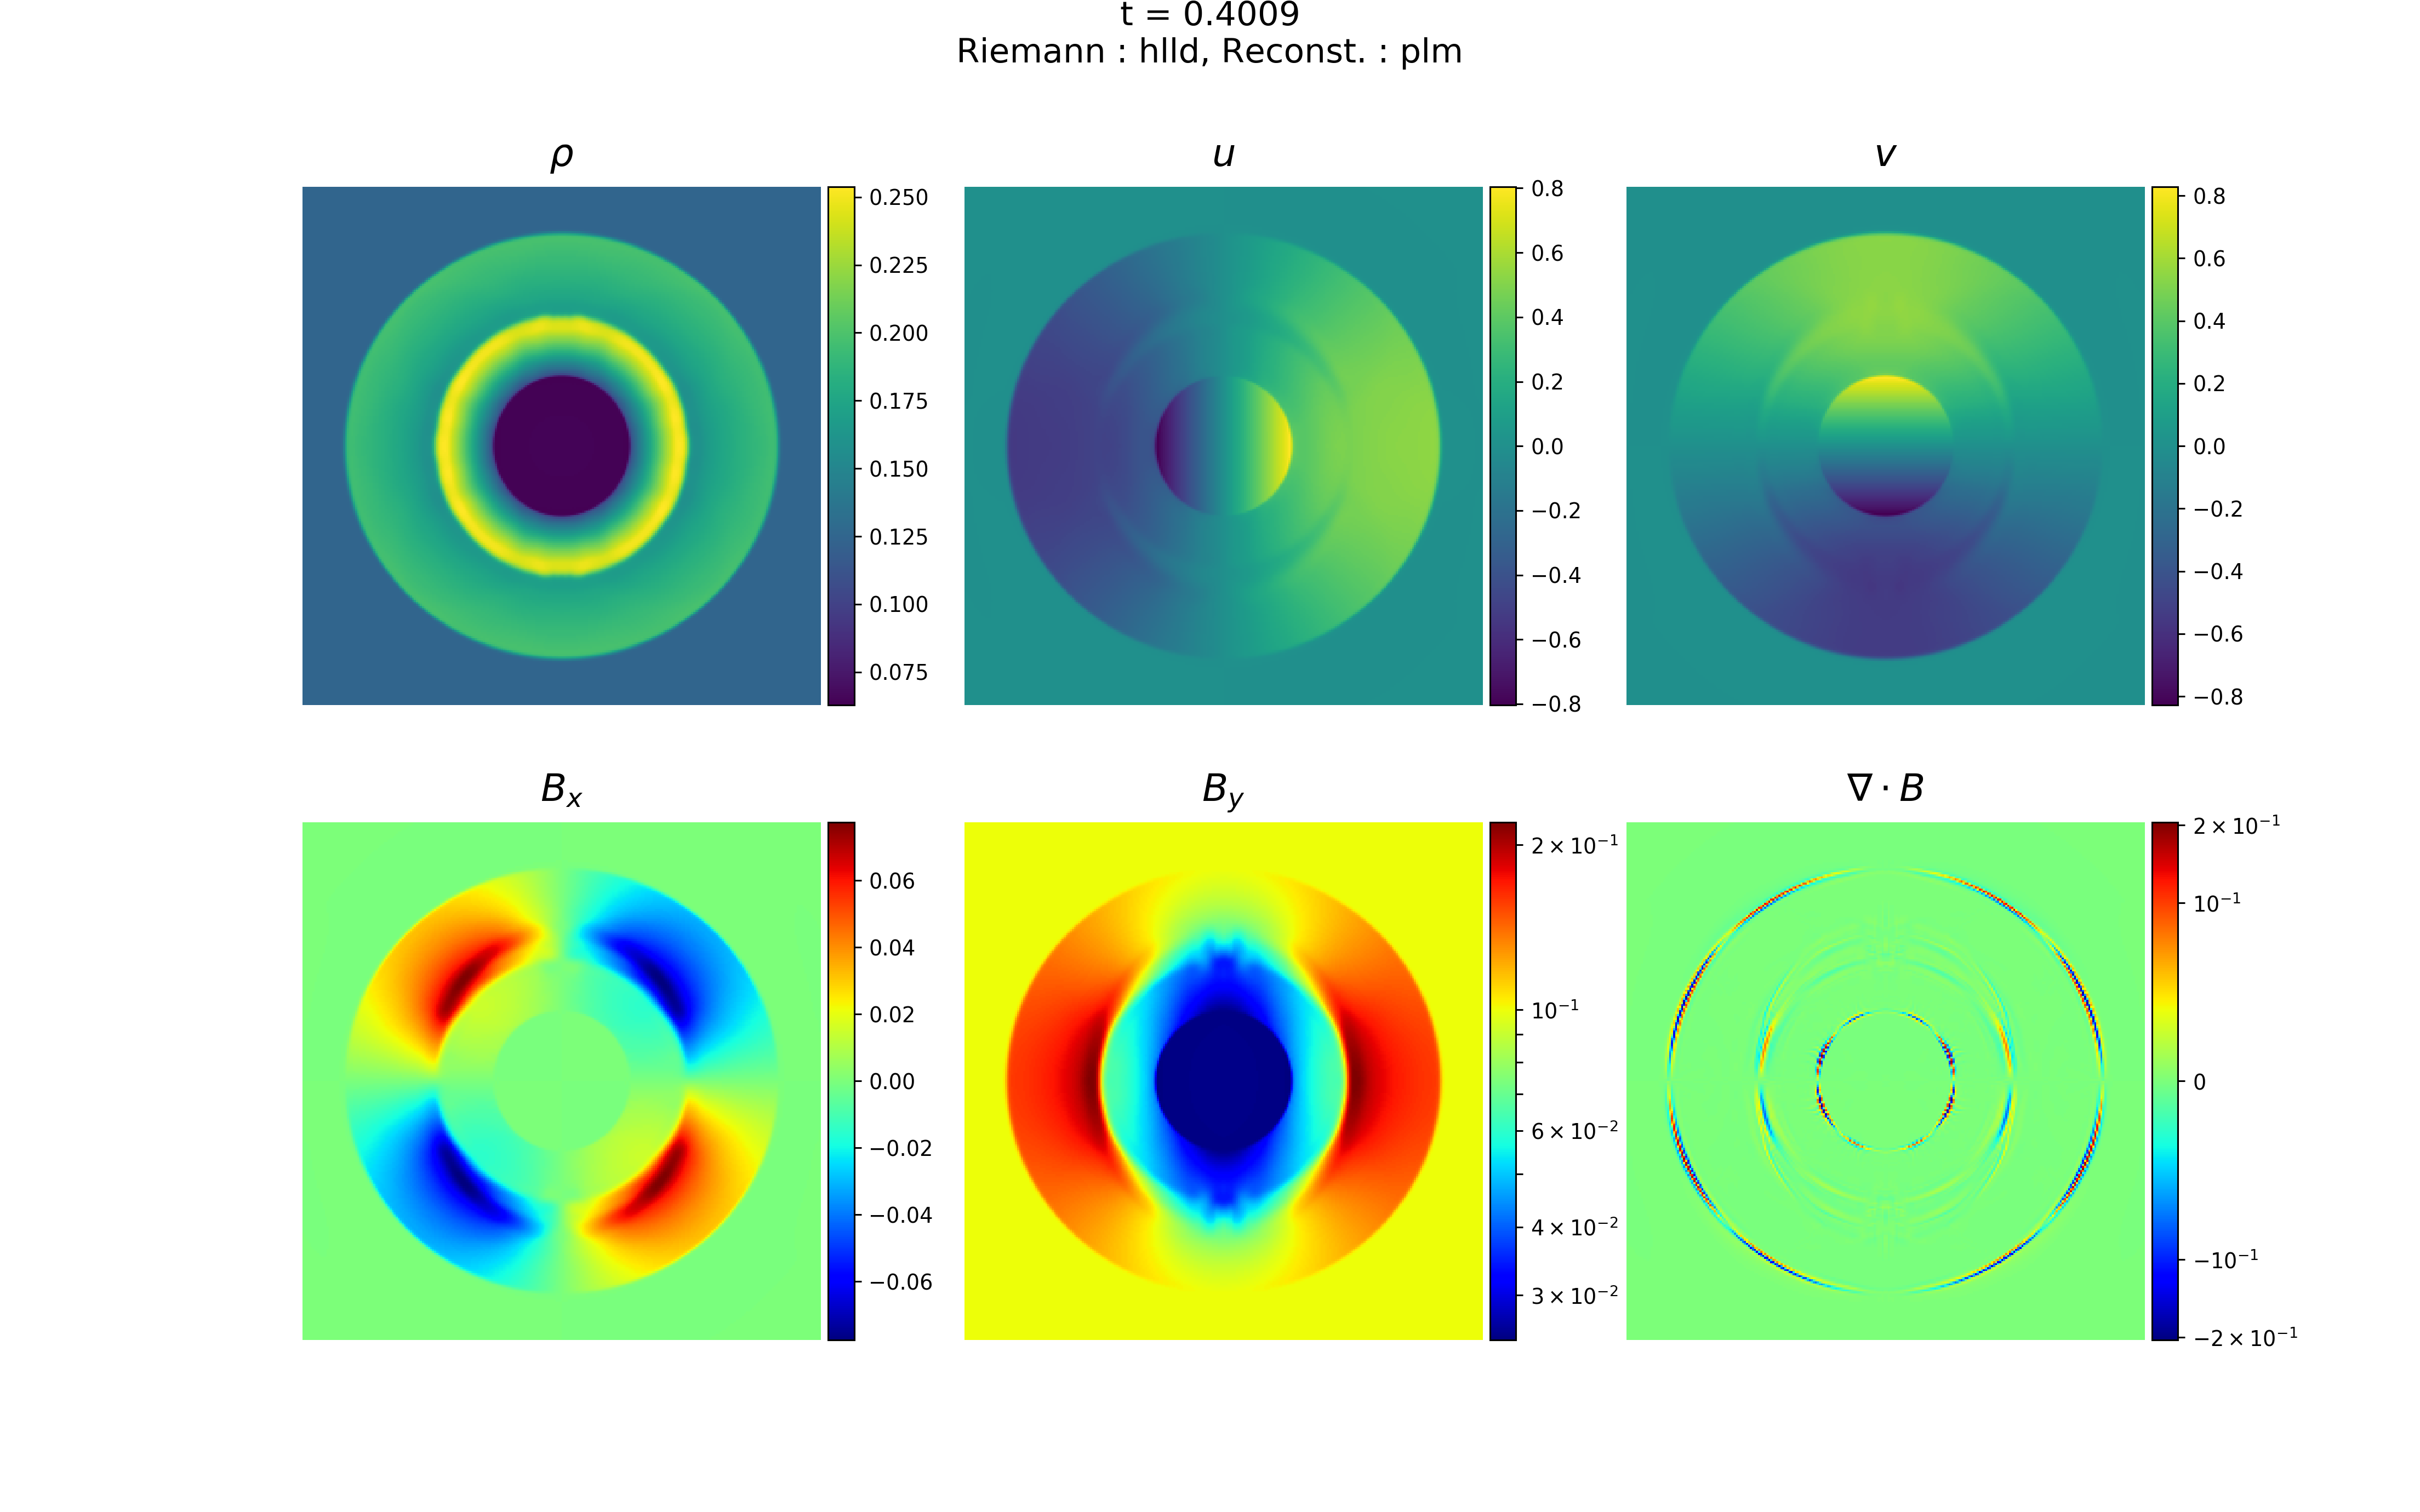 t = 0.4009
Riemann : hlld, Reconst. : plm
ρ
0.250
0.225
0.200
0.175
0.150
0.125
0.100
0.075
u
0.8
0.6
0.4
0.2
0.0
−0.2
−0.4
−0.6
−0.8
v
0.8
0.6
0.4
0.2
0.0
−0.2
−0.4
−0.6
−0.8
Bₓ
0.06
0.04
0.02
0.00
−0.02
−0.04
−0.06
B_y
2 × 10⁻¹
10⁻¹
6 × 10⁻²
4 × 10⁻²
3 × 10⁻²
∇ · B
2 × 10⁻¹
10⁻¹
0
−10⁻¹
−2 × 10⁻¹